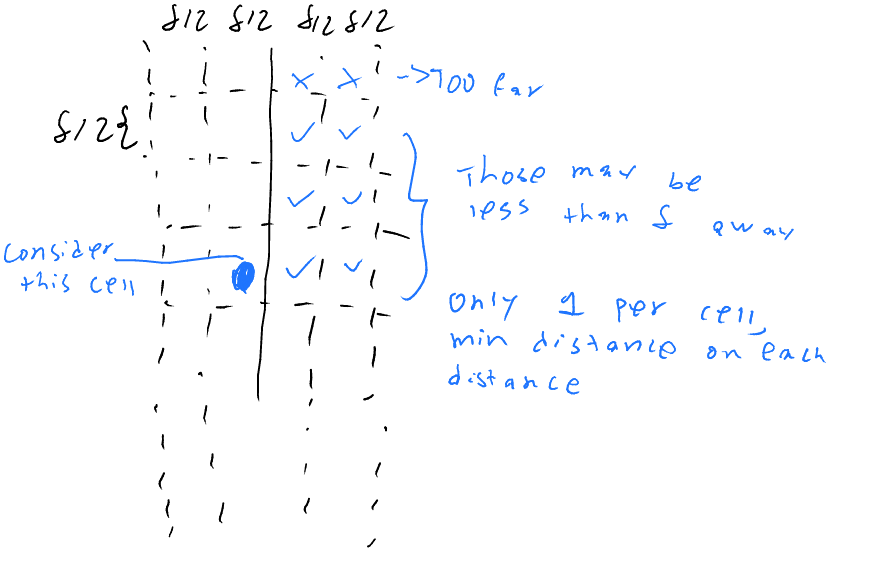 δ/2 δ/2 δ/2 δ/2
-> Too far
δ/2{
Those may be
less than δ away
Consider
this cell
Only 1 per cell,
min distance on each
distance